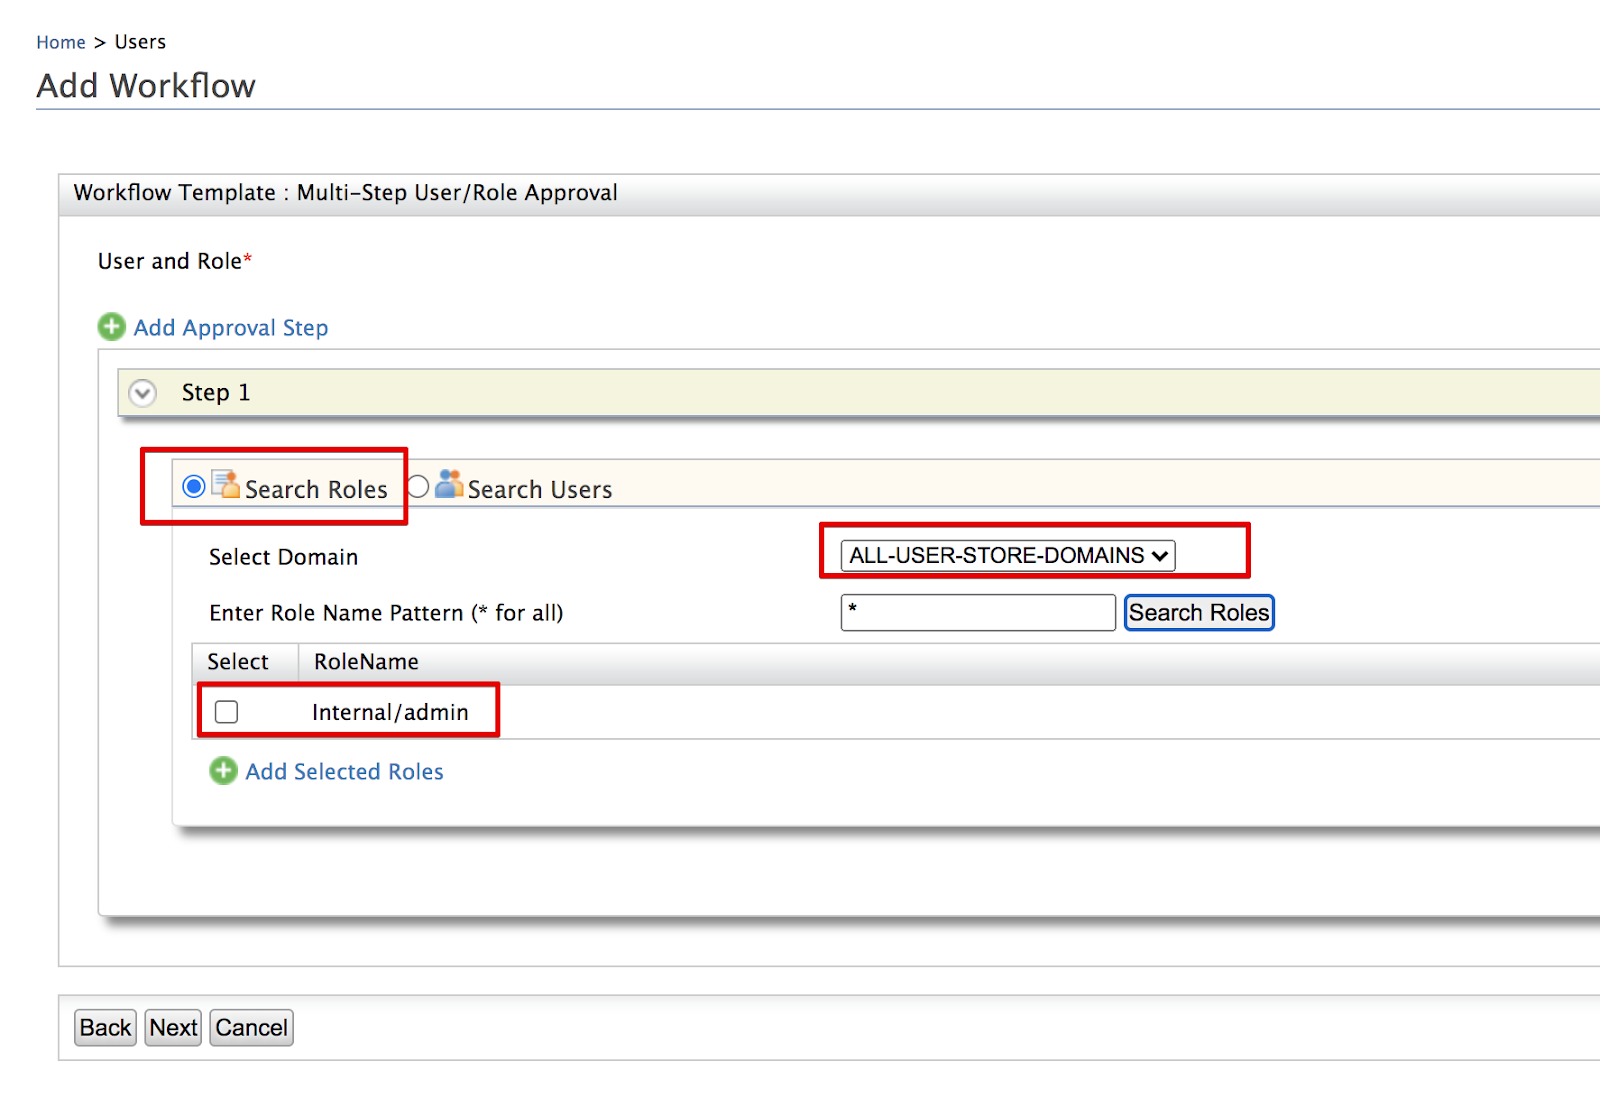 Home > Users
Add Workflow
Workflow Template : Multi-Step User/Role Approval
User and Role*
Add Approval Step
Step 1
Search Roles Search Users
Select Domain ALL-USER-STORE-DOMAINS
Enter Role Name Pattern (* for all) * Search Roles
Select RoleName
Internal/admin
Add Selected Roles
Back Next Cancel